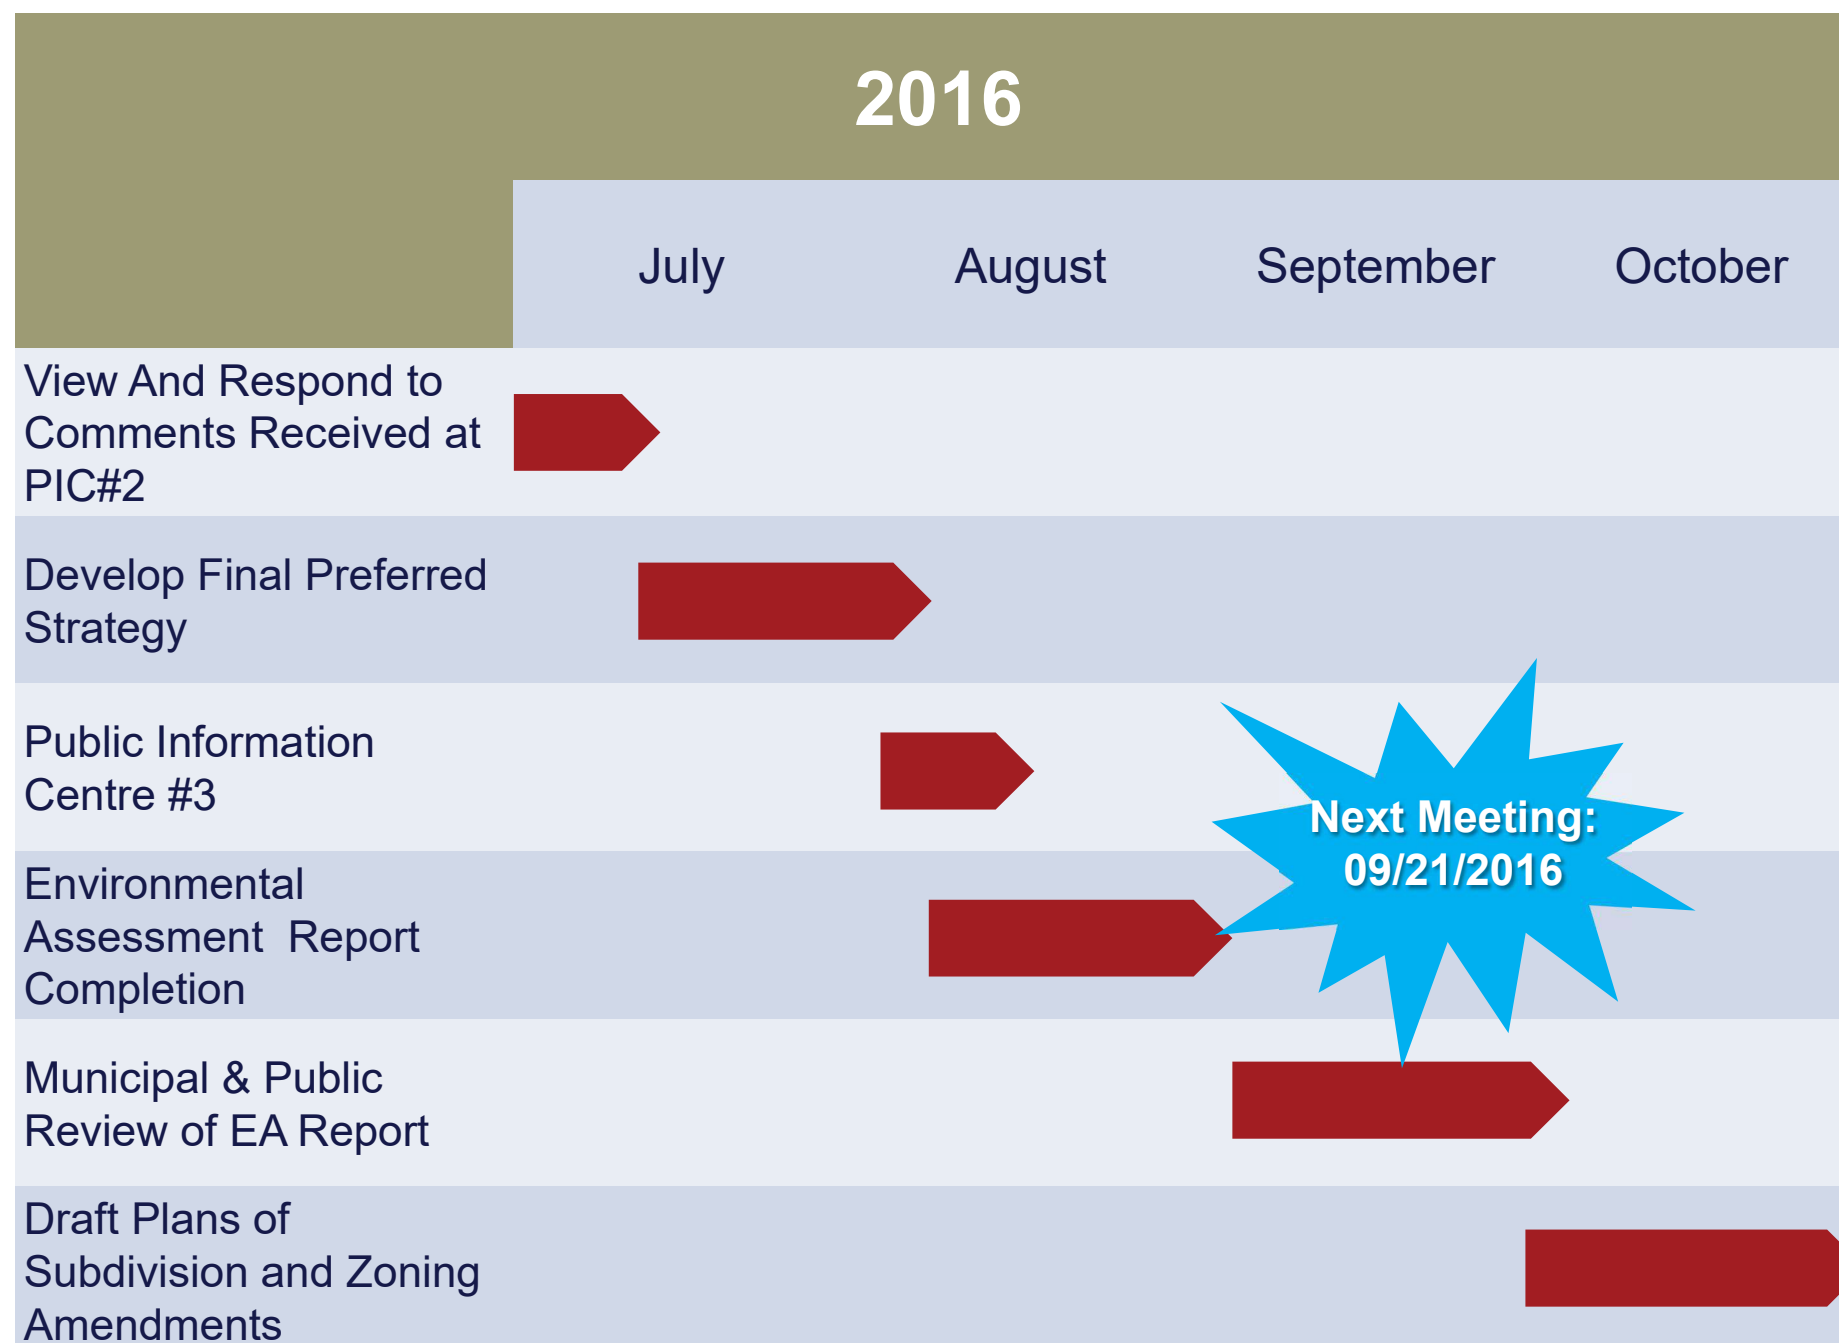 2016
July August September October
View And Respond to
Comments Received at
PIC#2
Develop Final Preferred
Strategy
Public Information
Centre #3
Next Meeting:
09/21/2016
Environmental
Assessment  Report
Completion
Municipal & Public
Review of EA Report
Draft Plans of
Subdivision and Zoning
Amendments